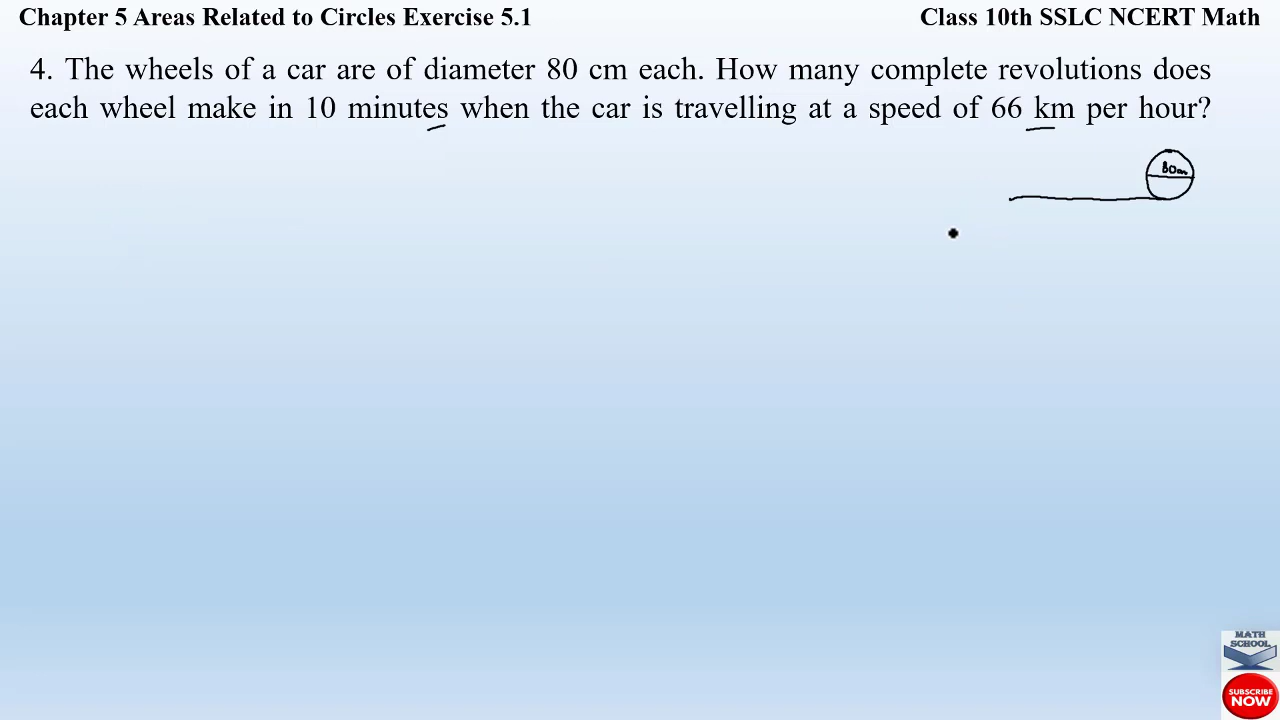 Chapter 5 Areas Related to Circles Exercise 5.1
Class 10th SSLC NCERT Math
4. The wheels of a car are of diameter 80 cm each. How many complete revolutions does
each wheel make in 10 minutes when the car is travelling at a speed of 66 km per hour?
80cm
MATH
SCHOOL
SUBSCRIBE
NOW